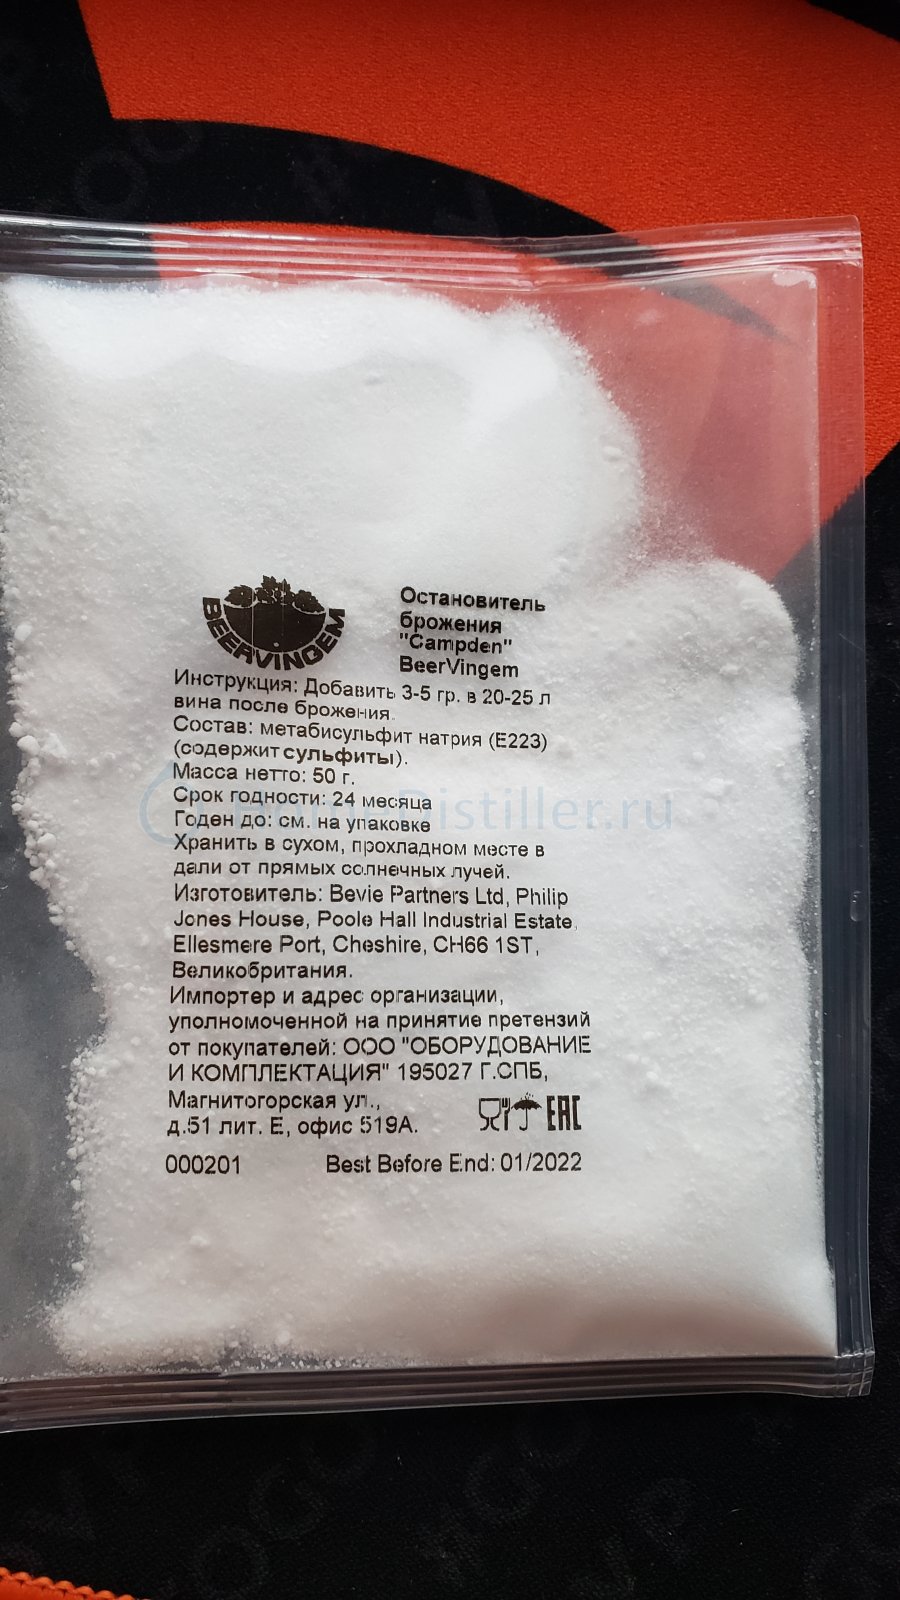 BEERVINGEM
Остановитель
брожения
"Campden"
BeerVingem
Инструкция: Добавить 3-5 гр. в 20-25 л
вина после брожения.
Состав: метабисульфит натрия (Е223)
(содержит сульфиты).
Масса нетто: 50 г.
Срок годности: 24 месяца
Годен до: см. на упаковке
HomeDistiller.ru
Хранить в сухом, прохладном месте в
дали от прямых солнечных лучей.
Изготовитель: Bevie Partners Ltd, Philip
Jones House, Poole Hall Industrial Estate,
Ellesmere Port, Cheshire, CH66 1ST,
Великобритания.
Импортер и адрес организации,
уполномоченной на принятие претензий
от покупателей: ООО "ОБОРУДОВАНИЕ
И КОМПЛЕКТАЦИЯ" 195027 Г.СПБ,
Магнитогорская ул.,
д.51 лит. Е, офис 519А.
EAC
000201 Best Before End: 01/2022